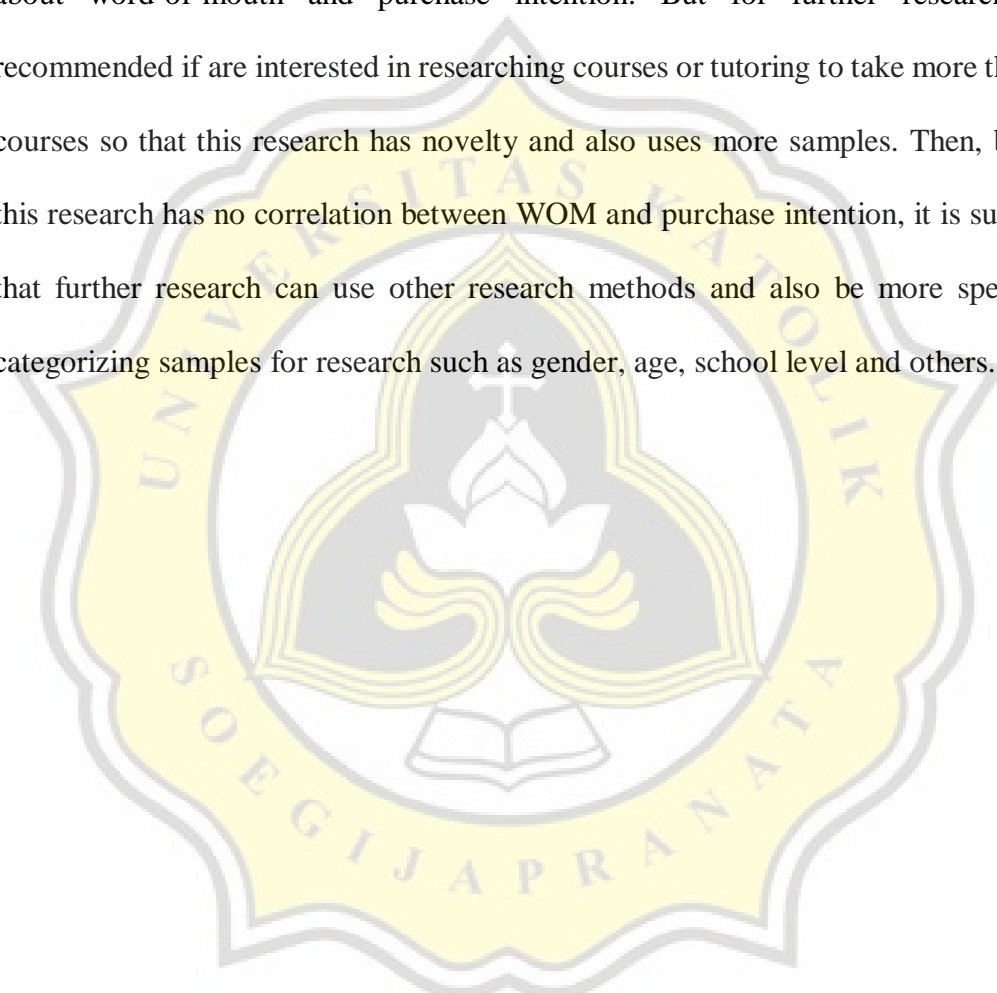 about word-of-mouth and purchase intention. But for further research
recommended if are interested in researching courses or tutoring to take more
courses so that this research has novelty and also uses more samples. Then,
this research has no correlation between WOM and purchase intention, it is
that further research can use other research methods and also be more
categorizing samples for research such as gender, age, school level and others.
UNIVERSITAS KATOLIK
SOEGIJAPRANATA